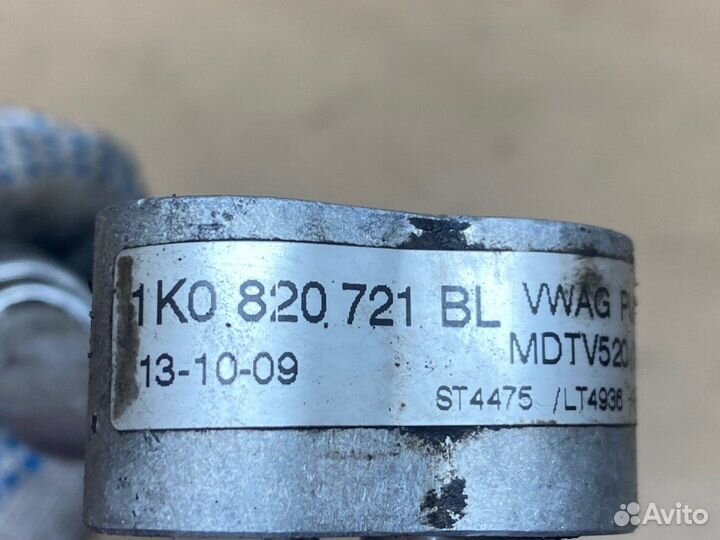 1K0 820 721 BL VWAG
13-10-09 MDTV520
ST4475 /LT4936
Avito